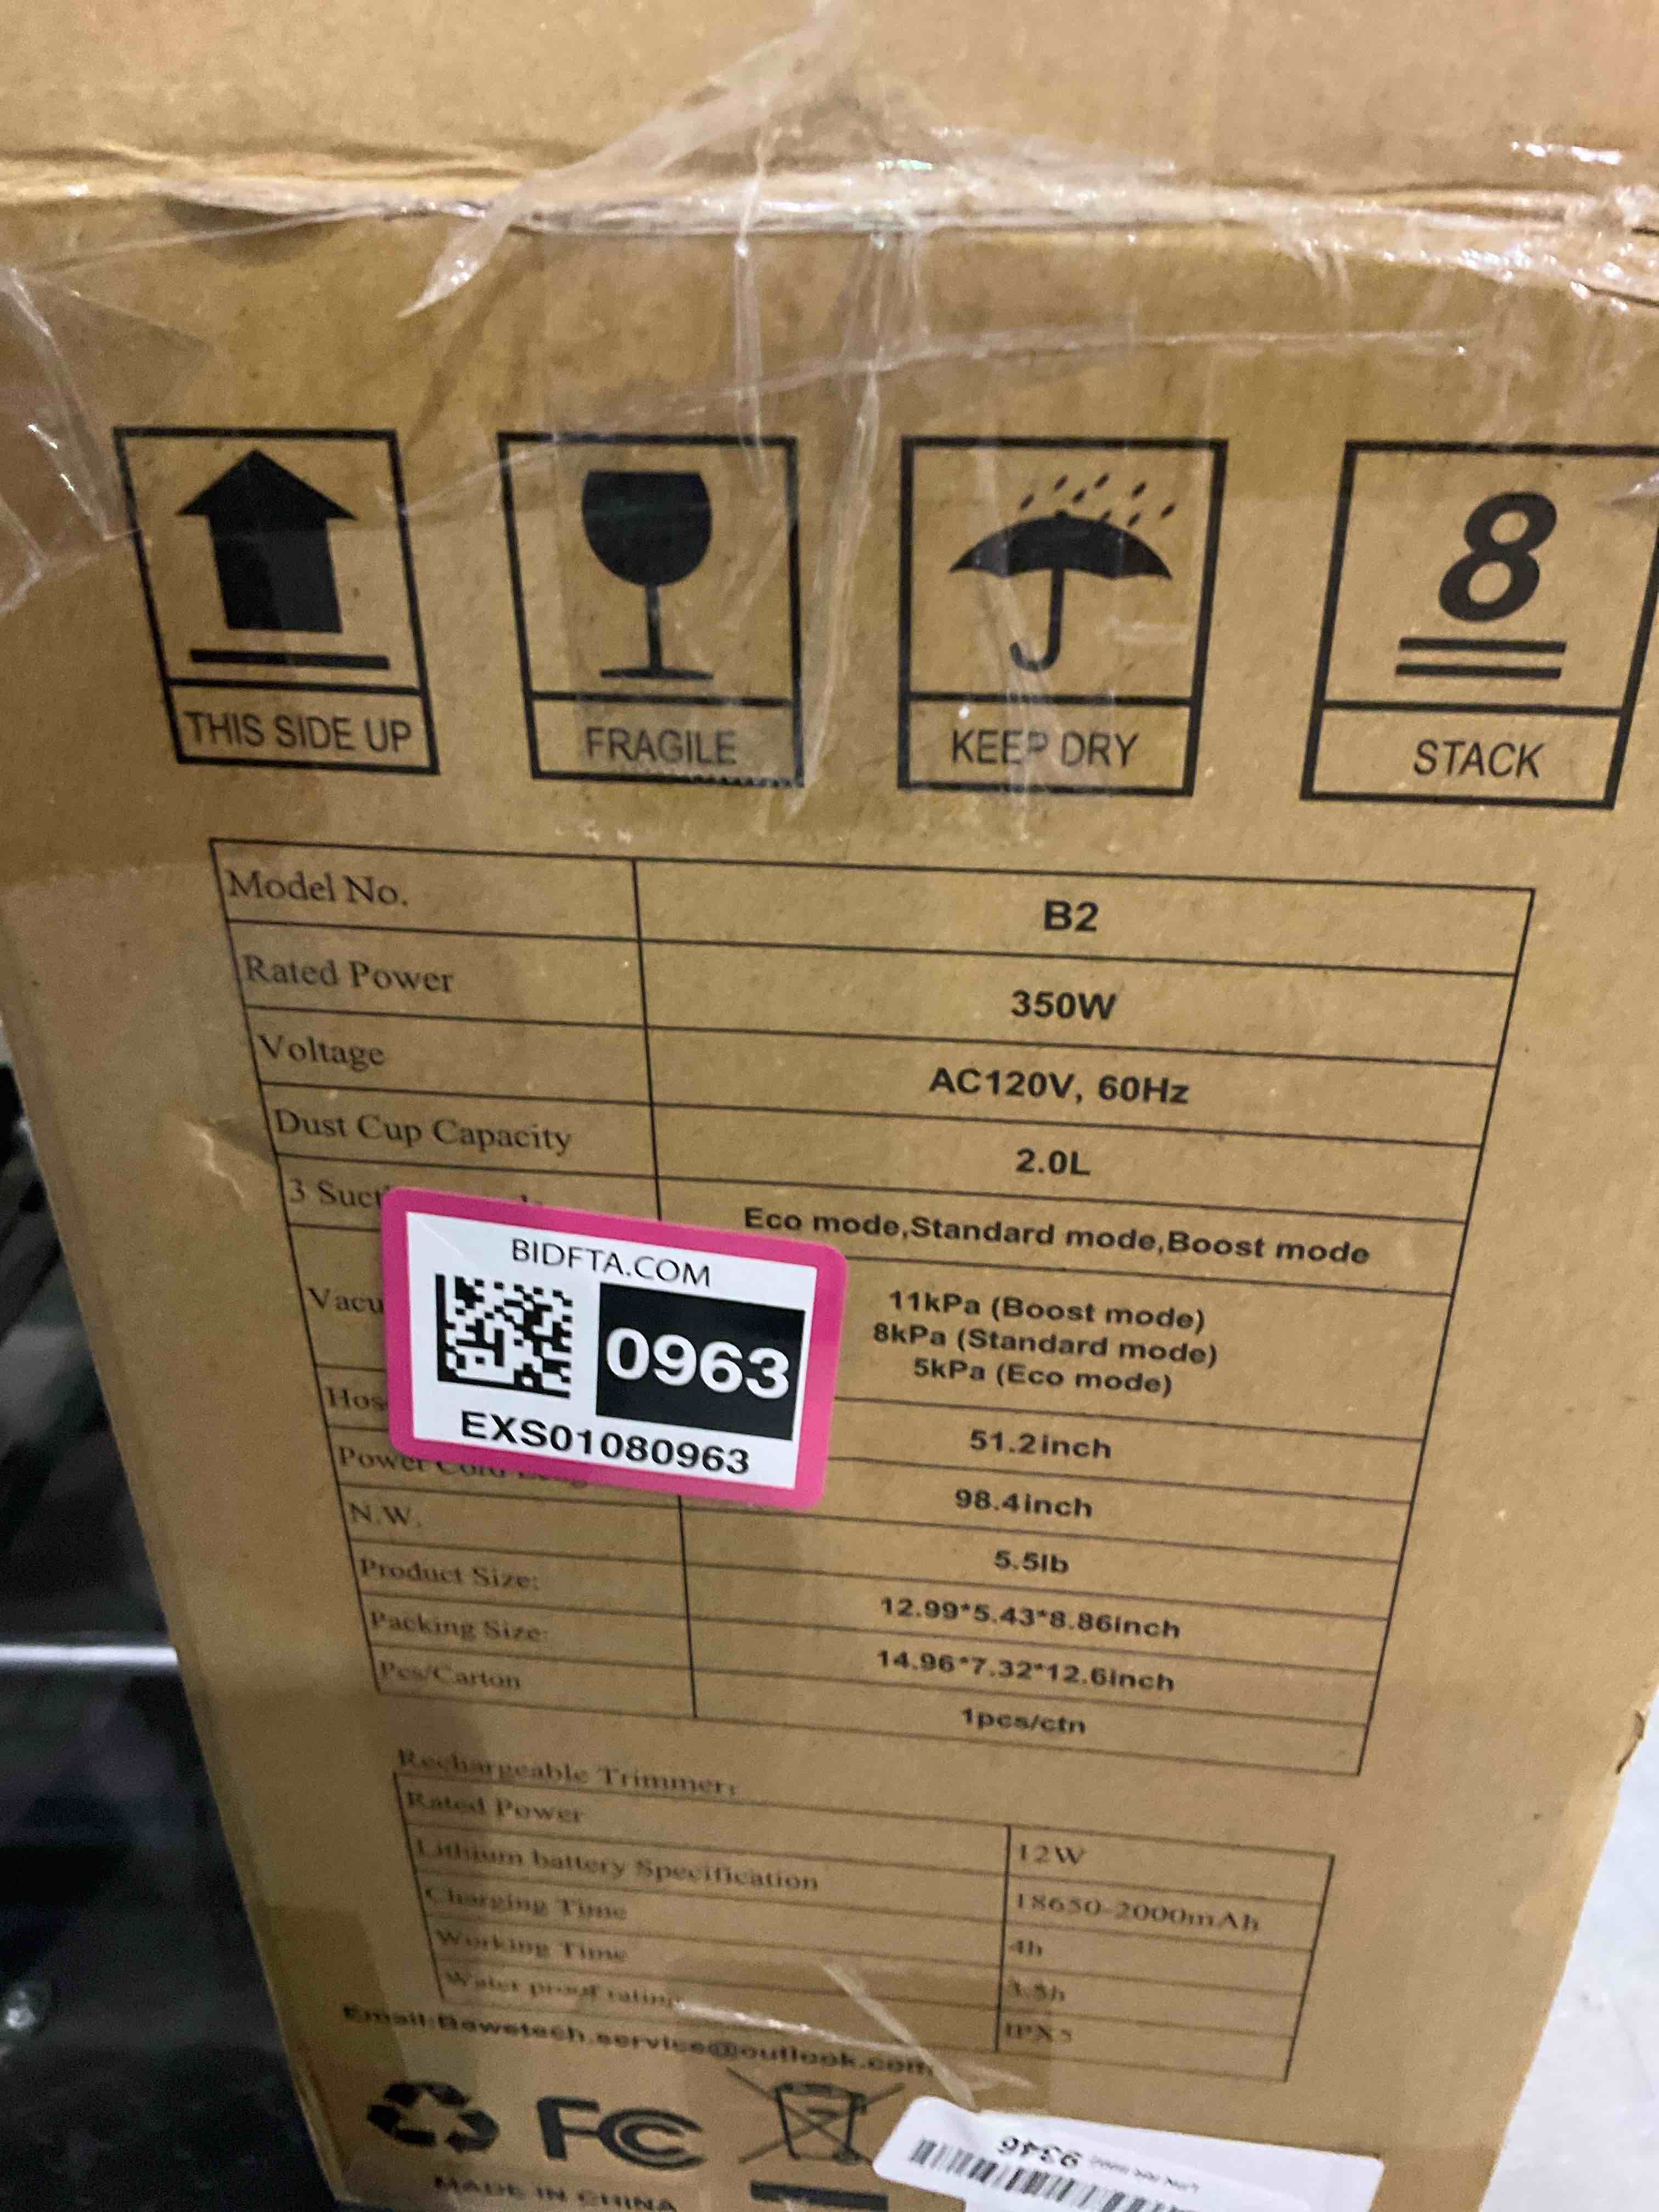 8
THIS SIDE UP
FRAGILE
KEEP DRY
STACK
Model No. B2
Rated Power 350W
Voltage AC120V, 60Hz
Dust Cup Capacity 2.0L
3 Eco mode,Standard mode,Boost mode
11kPa (Boost mode)
8kPa (Standard mode)
5kPa (Eco mode)
51.2inch
Power 98.4inch
N.W. 5.5lb
Product Size: 12.99*5.43*8.86inch
Packing Size: 14.96*7.32*12.6inch
Pcs/Carton 1pcs/ctn
BIDFTA.COM
0963
EXS01080963
Rechargeable Trimmer:
Rated Power 12W
Lithium battery Specification 18650-2000mAh
Charging Time 4h
Working Time 3.5h
Water proof rating IPX5
Email:Bewetech.service@outlook.com
FC
9346
MADE IN CHINA